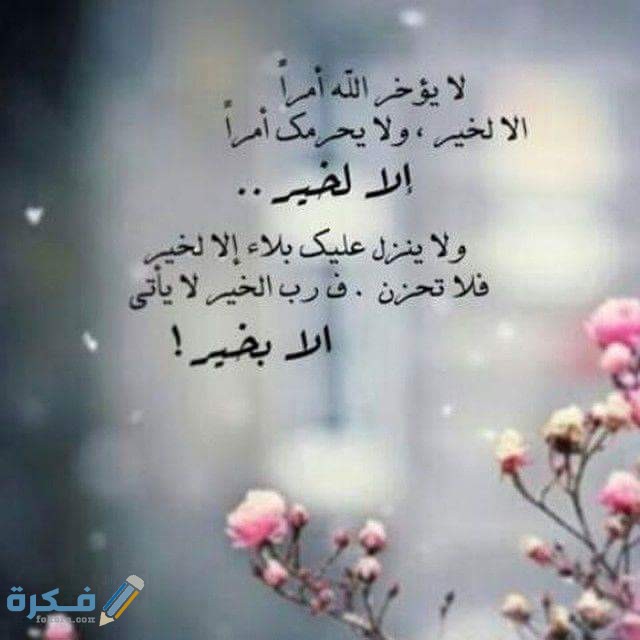 لا يؤخر الله أمراً
الا لخير ، ولا يحرمك أمراً
إلا لخير ..
ولا ينزل عليك بلاء إلا لخير
فلا تحزن . ف رب الخير لا يأتى
الا بخير !
فكرة